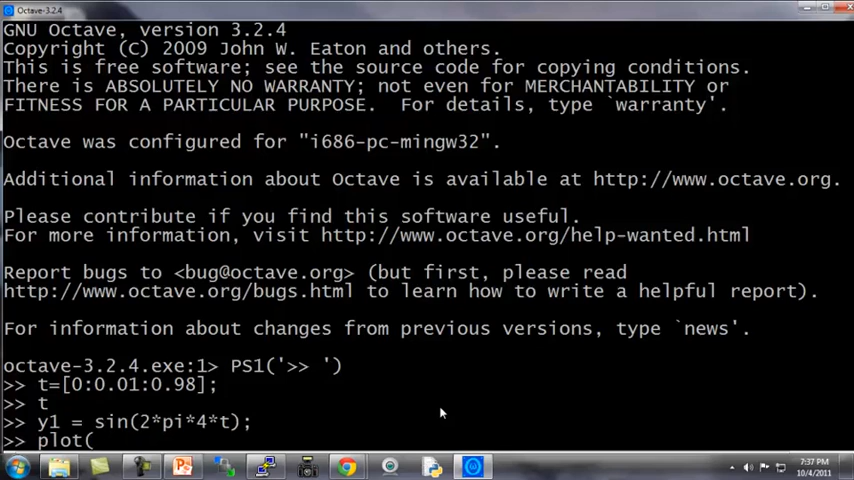 Octave-3.2.4
GNU Octave, version 3.2.4
Copyright (C) 2009 John W. Eaton and others.
This is free software; see the source code for copying conditions.
There is ABSOLUTELY NO WARRANTY; not even for MERCHANTABILITY or
FITNESS FOR A PARTICULAR PURPOSE.  For details, type `warranty'.
Octave was configured for "i686-pc-mingw32".
Additional information about Octave is available at http://www.octave.org.
Please contribute if you find this software useful.
For more information, visit http://www.octave.org/help-wanted.html
Report bugs to <bug@octave.org> (but first, please read
http://www.octave.org/bugs.html to learn how to write a helpful report).
For information about changes from previous versions, type `news'.
octave-3.2.4.exe:1> PS1('>> ')
>> t=[0:0.01:0.98];
>> t
>> y1 = sin(2*pi*4*t);
>> plot(
7:37 PM
10/4/2011